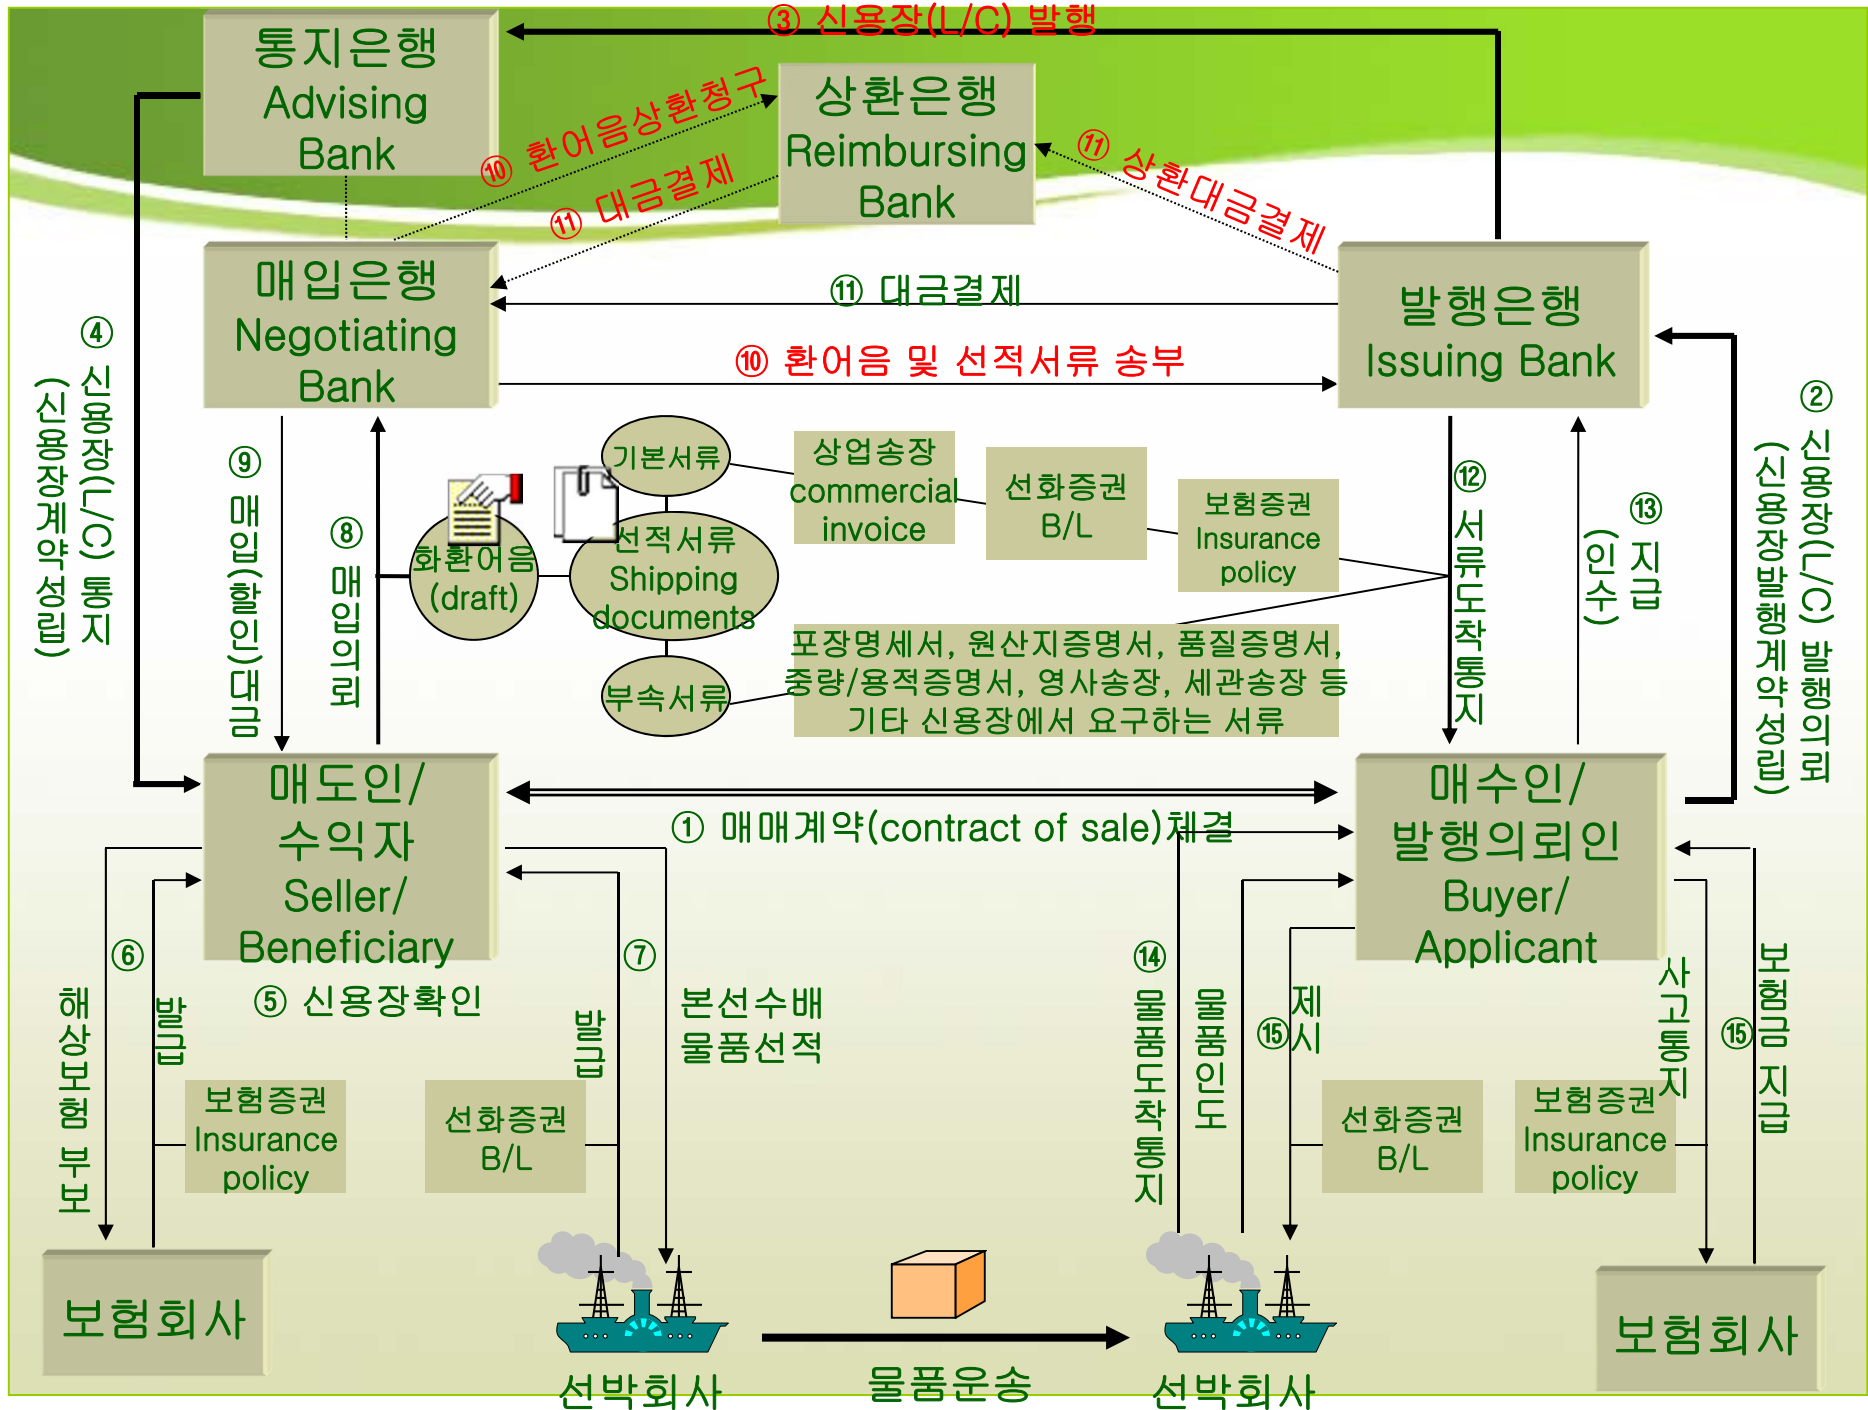 ③ 신용장(L/C) 발행
통지은행
Advising
Bank
상환은행
Reimbursing
Bank
⑩ 환어음상환청구
⑪ 대금결제
⑪ 상환대금결제
매입은행
Negotiating
Bank
발행은행
Issuing Bank
⑪ 대금결제
⑩ 환어음 및 선적서류 송부
④ 신용장(L/C) 통지
(신용장계약성립)
② 신용장(L/C) 발행의뢰
(신용장발행계약성립)
⑨ 매입(할인)대금
⑧ 매입의뢰
화환어음
(draft)
기본서류
선적서류
Shipping
documents
부속서류
상업송장
commercial
invoice
선화증권
B/L
보험증권
Insurance
policy
포장명세서, 원산지증명서, 품질증명서,
중량/용적증명서, 영사송장, 세관송장 등
기타 신용장에서 요구하는 서류
⑫ 서류도착통지
⑬ 지급
(인수)
매도인/
수익자
Seller/
Beneficiary
① 매매계약(contract of sale)체결
매수인/
발행의뢰인
Buyer/
Applicant
⑤ 신용장확인
⑥
해상보험 부보
발급
⑦
발급
본선수배
물품선적
⑭ 물품도착통지
물품인도
⑮
제시
사고통지
⑮
보험금 지급
보험증권
Insurance
policy
선화증권
B/L
선화증권
B/L
보험증권
Insurance
policy
보험회사
선박회사
물품운송
선박회사
보험회사